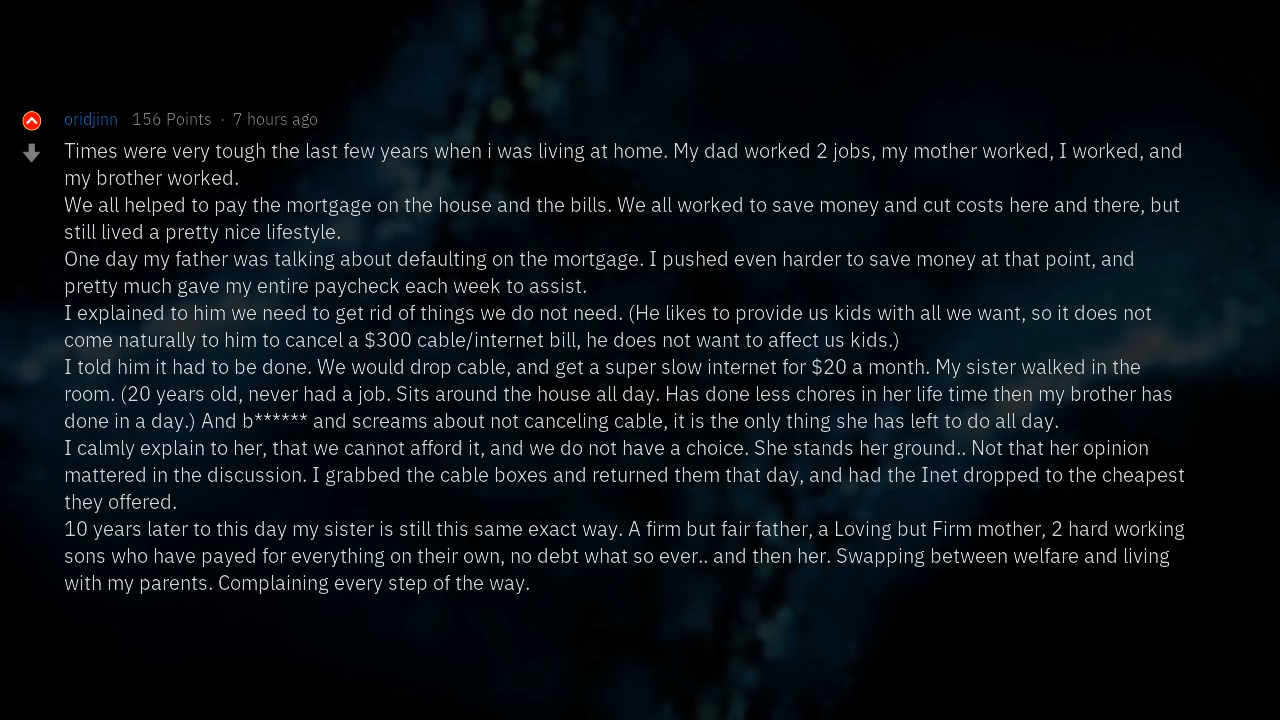 oridjinn 156 Points · 7 hours ago
Times were very tough the last few years when i was living at home. My dad worked 2 jobs, my mother worked, I worked, and
my brother worked.
We all helped to pay the mortgage on the house and the bills. We all worked to save money and cut costs here and there, but
still lived a pretty nice lifestyle.
One day my father was talking about defaulting on the mortgage. I pushed even harder to save money at that point, and
pretty much gave my entire paycheck each week to assist.
I explained to him we need to get rid of things we do not need. (He likes to provide us kids with all we want, so it does not
come naturally to him to cancel a $300 cable/internet bill, he does not want to affect us kids.)
I told him it had to be done. We would drop cable, and get a super slow internet for $20 a month. My sister walked in the
room. (20 years old, never had a job. Sits around the house all day. Has done less chores in her life time then my brother has
done in a day.) And b****** and screams about not canceling cable, it is the only thing she has left to do all day.
I calmly explain to her, that we cannot afford it, and we do not have a choice. She stands her ground.. Not that her opinion
mattered in the discussion. I grabbed the cable boxes and returned them that day, and had the Inet dropped to the cheapest
they offered.
10 years later to this day my sister is still this same exact way. A firm but fair father, a Loving but Firm mother, 2 hard working
sons who have payed for everything on their own, no debt what so ever.. and then her. Swapping between welfare and living
with my parents. Complaining every step of the way.